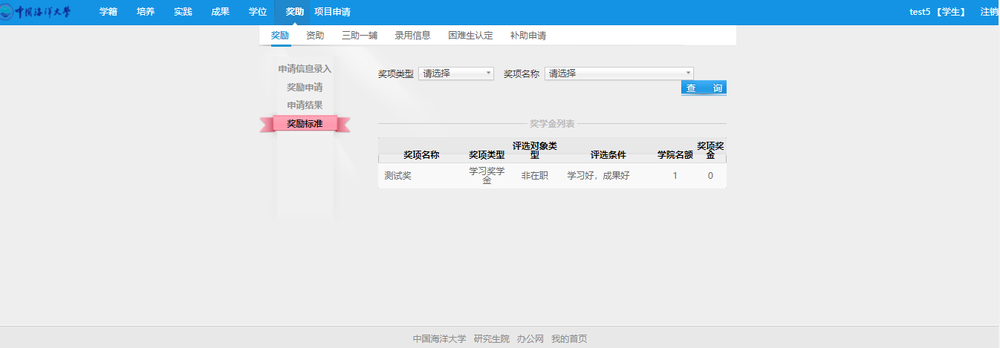 中国海洋大学 学籍 培养 实践 成果 学位 奖助 项目申请 test5 【学生】 注销
奖励 资助 三助一辅 录用信息 困难生认定 补助申请
申请信息录入
奖励申请
申请结果
奖励标准
奖项类型 请选择 奖项名称 请选择
查 询
奖学金列表
奖项名称 奖项类型 评选对象类型 评选条件 学院名额 奖项奖金
测试奖 学习奖学金 非在职 学习好，成果好 1 0
中国海洋大学 研究生院 办公网 我的首页